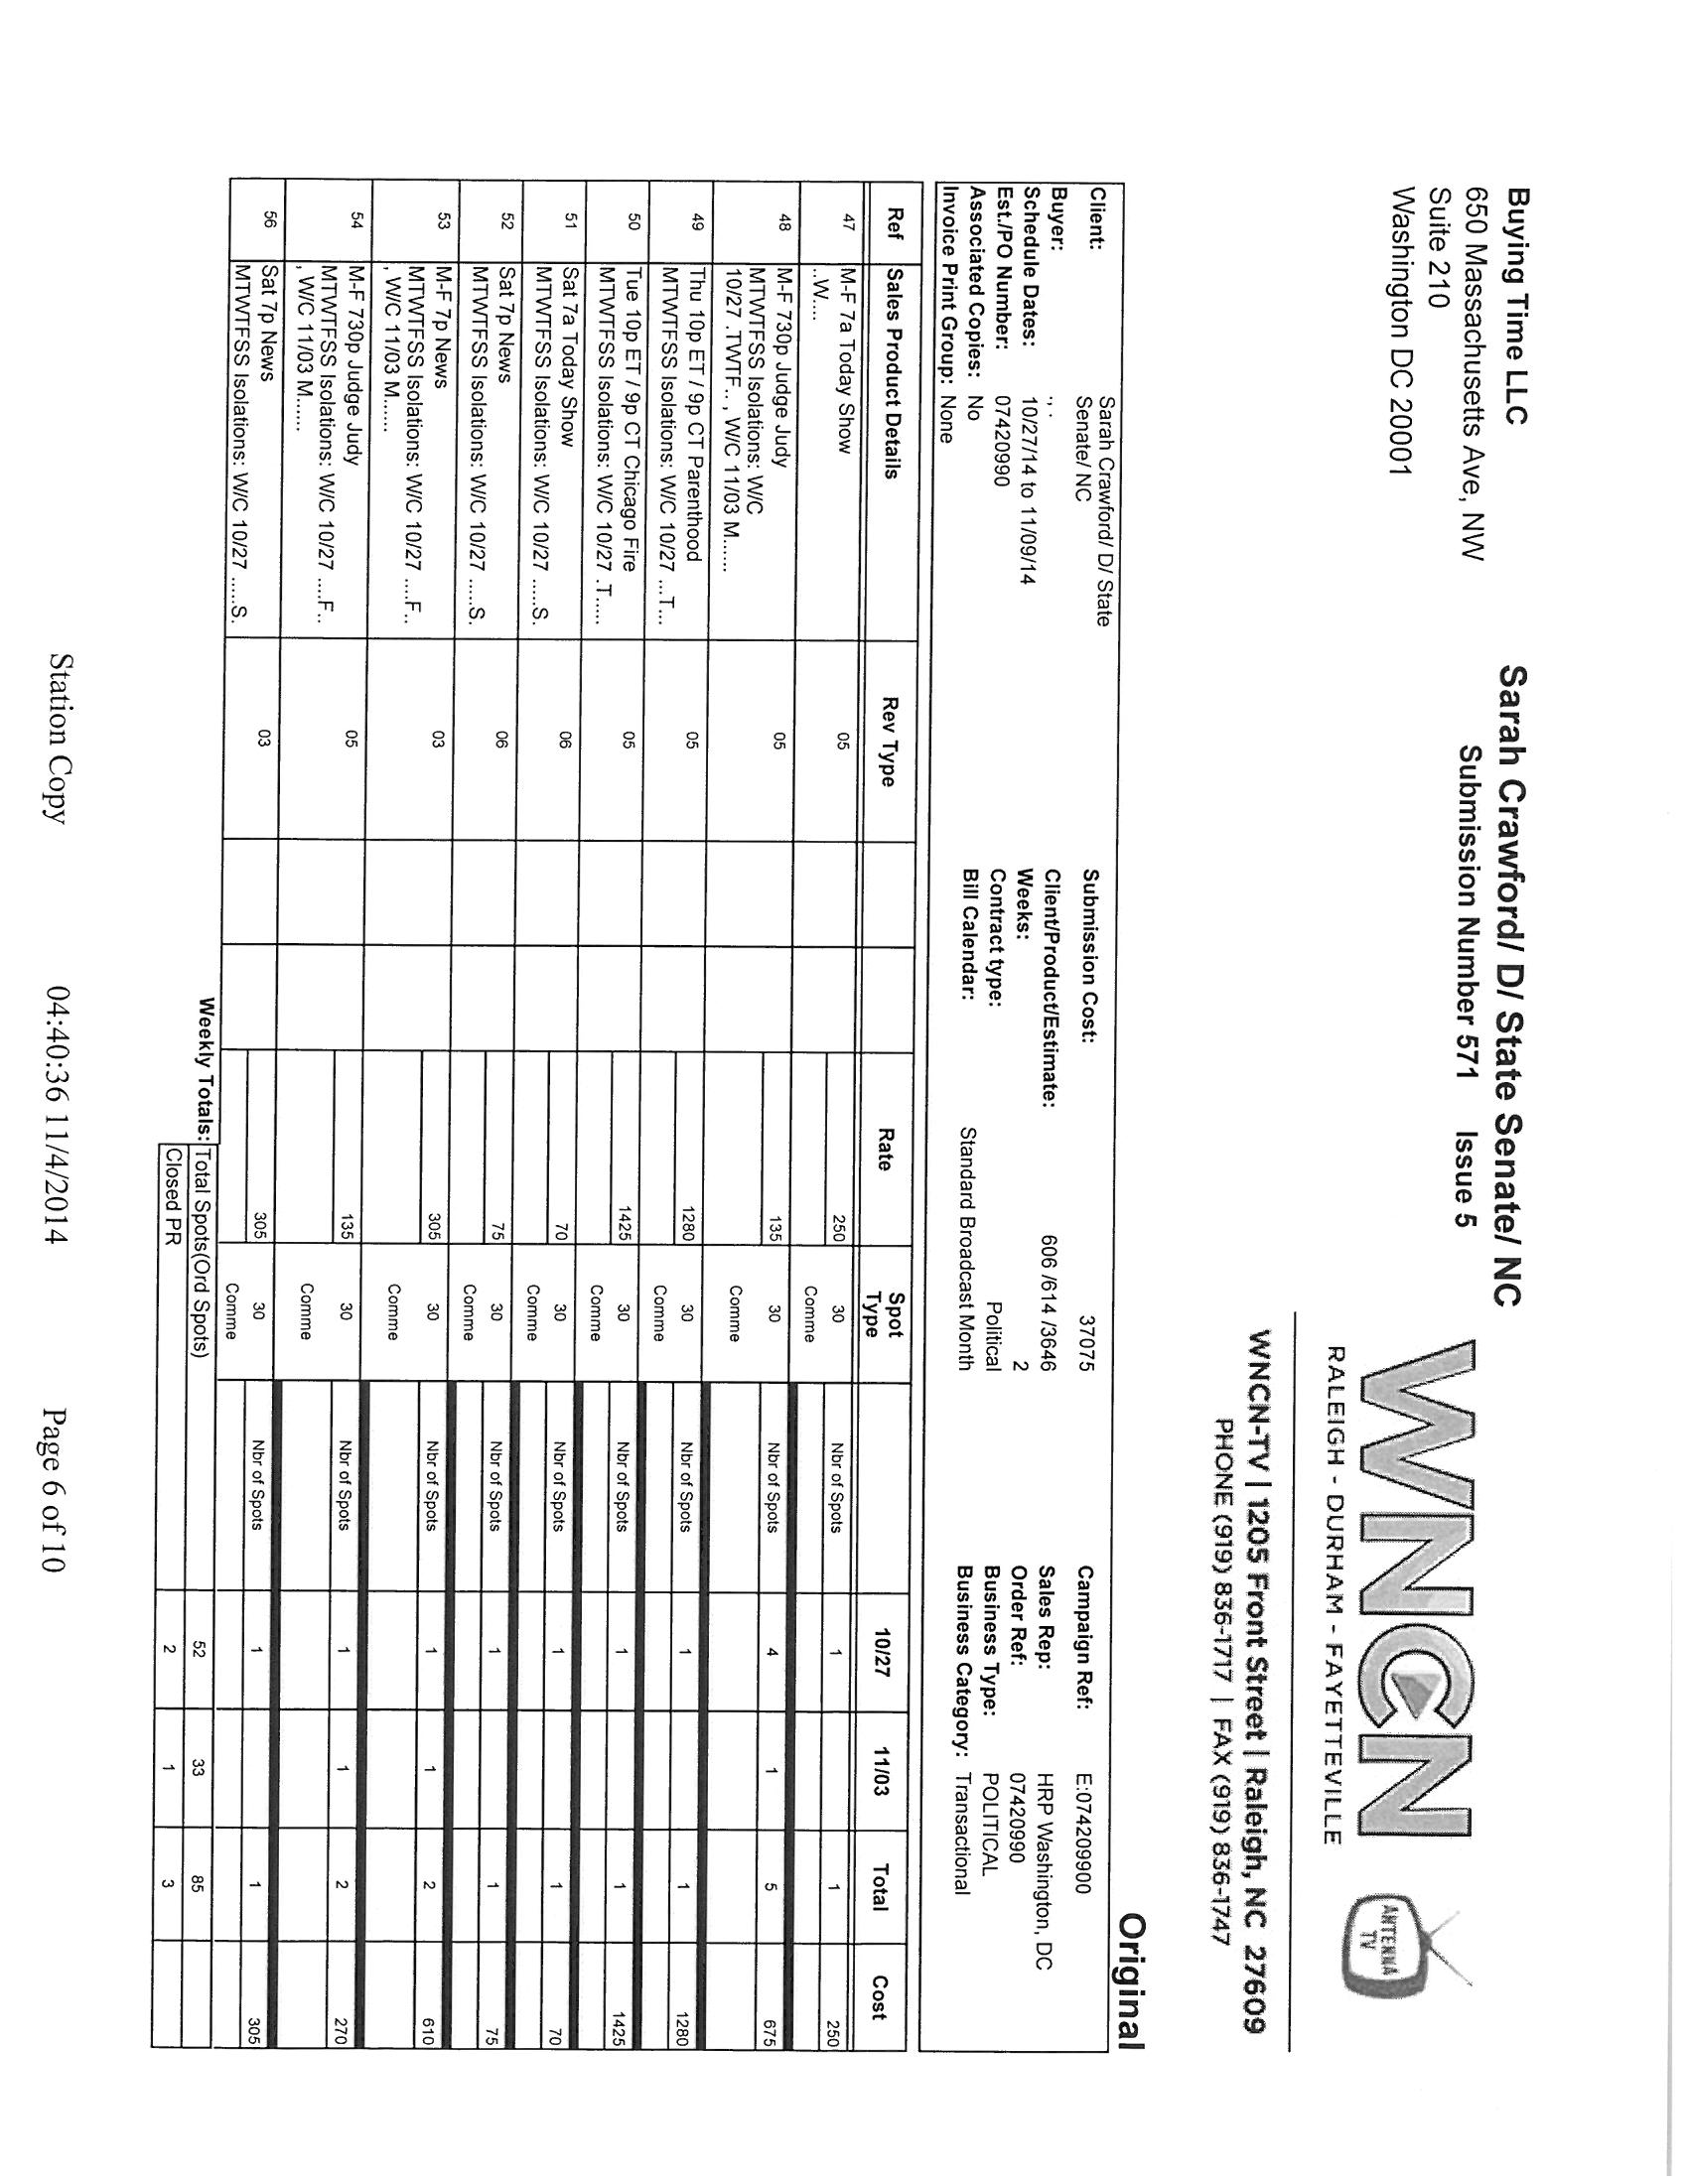 Buying Time LLC
650 Massachusetts Ave, NW
Suite 210
Washington DC 20001
Sarah Crawford/ D/ State Senate/ NC
Submission Number 571 Issue 5
WNCN
RALEIGH - DURHAM - FAYETTEVILLE
ANTENNA
TV
WNCN-TV | 1205 Front Street | Raleigh, NC 27609
PHONE (919) 836-1717 | FAX (919) 836-1747
Original
Client: Sarah Crawford/ D/ State
Senate/ NC
Buyer: ., .
Schedule Dates: 10/27/14 to 11/09/14
Est./PO Number: 07420990
Associated Copies: No
Invoice Print Group: None
Submission Cost: 37075
Client/Product/Estimate: 606 /614 /3646
Weeks: 2
Contract type: Political
Bill Calendar: Standard Broadcast Month
Campaign Ref: E:074209900
Sales Rep: HRP Washington, DC
Order Ref: 07420990
Business Type: POLITICAL
Business Category: Transactional
Ref Sales Product Details Rev Type Rate Spot Type 10/27 11/03 Total Cost
47 M-F 7a Today Show 05 250 30 Nbr of Spots 1 1 250
..W.... Comme
48 M-F 730p Judge Judy 05 135 30 Nbr of Spots 4 1 5 675
MTWTFSS Isolations: W/C
10/27 .TWTF.. , W/C 11/03 M...... Comme
49 Thu 10p ET / 9p CT Parenthood 05 1280 30 Nbr of Spots 1 1 1280
MTWTFSS Isolations: W/C 10/27 ...T... Comme
50 Tue 10p ET / 9p CT Chicago Fire 05 1425 30 Nbr of Spots 1 1 1425
MTWTFSS Isolations: W/C 10/27 .T..... Comme
51 Sat 7a Today Show 06 70 30 Nbr of Spots 1 1 70
MTWTFSS Isolations: W/C 10/27 .....S. Comme
52 Sat 7p News 06 75 30 Nbr of Spots 1 1 75
MTWTFSS Isolations: W/C 10/27 .....S. Comme
53 M-F 7p News 03 305 30 Nbr of Spots 1 1 2 610
MTWTFSS Isolations: W/C 10/27 ....F..
, W/C 11/03 M...... Comme
54 M-F 730p Judge Judy 05 135 30 Nbr of Spots 1 1 2 270
MTWTFSS Isolations: W/C 10/27 ....F..
, W/C 11/03 M...... Comme
56 Sat 7p News 03 305 30 Nbr of Spots 1 1 305
MTWTFSS Isolations: W/C 10/27 .....S. Comme
Weekly Totals: Total Spots(Ord Spots) 52 33 85
Closed PR 2 1 3
Station Copy 04:40:36 11/4/2014 Page 6 of 10